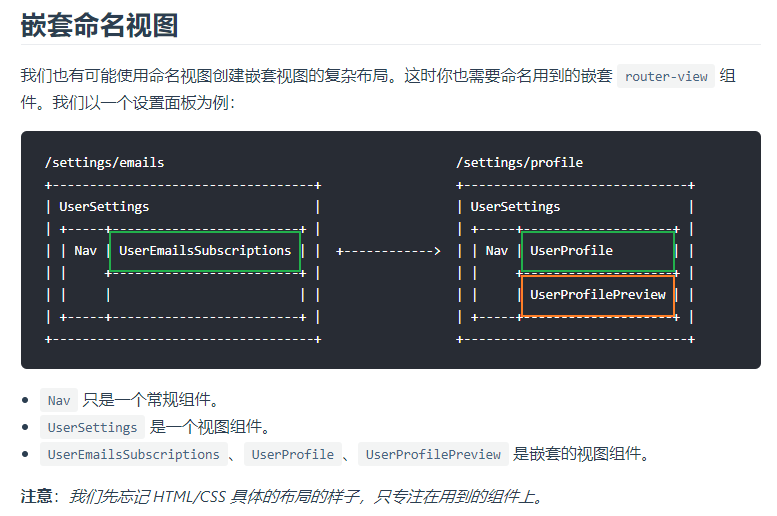 嵌套命名视图
我们也有可能使用命名视图创建嵌套视图的复杂布局。这时你也需要命名用到的嵌套 router-view 组
件。我们以一个设置面板为例：
/settings/emails                                       /settings/profile
+-----------------------------------+                  +------------------------------+
| UserSettings                      |                  | UserSettings                 |
| +-----+-------------------------+ |                  | +-----+--------------------+ |
| | Nav | UserEmailsSubscriptions | |  +------------>  | | Nav | UserProfile        | |
| |     +-------------------------+ |                  | |     +--------------------+ |
| |     |                         | |                  | |     | UserProfilePreview | |
| +-----+-------------------------+ |                  | +-----+--------------------+ |
+-----------------------------------+                  +------------------------------+
• Nav 只是一个常规组件。
• UserSettings 是一个视图组件。
• UserEmailsSubscriptions、UserProfile、UserProfilePreview 是嵌套的视图组件。
注意：我们先忘记 HTML/CSS 具体的布局的样子，只专注在用到的组件上。